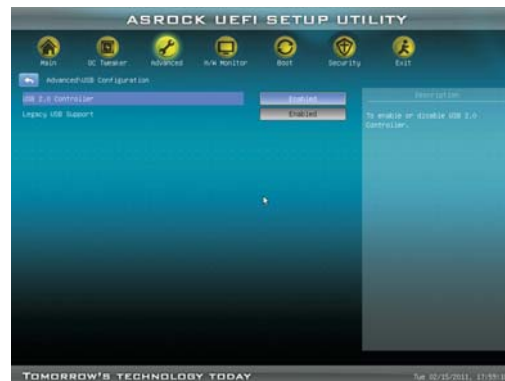 ASROCK UEFI SETUP UTILITY
Main OC Tweaker Advanced H/W Monitor Boot Security Exit
Advanced\USB Configuration
USB 2.0 Controller Enabled
Legacy USB Support Enabled
Description
To enable or disable USB 2.0
Controller.
TOMORROW'S TECHNOLOGY TODAY
Tue 02/15/2011,